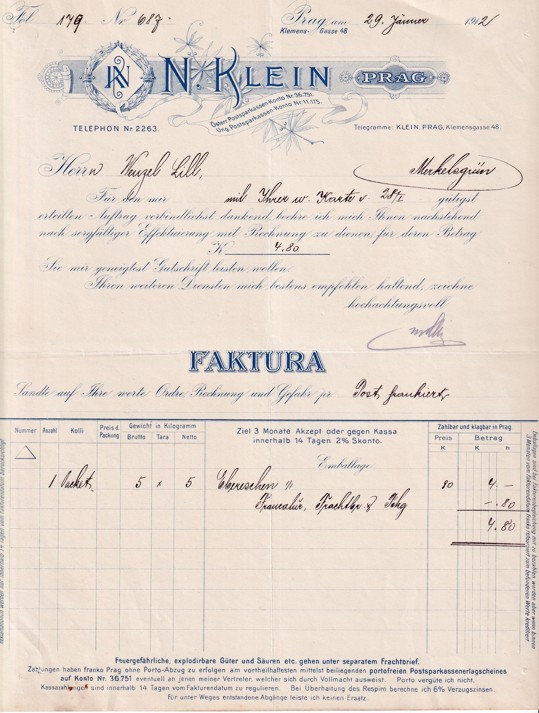 Fol 179 No 687.
Prag am 29. Jänner 1912
Klemens-Gasse 48
N. KLEIN PRAG
Österr. Postsparkassen-Konto Nr. 36.751.
Ung. Postsparkassen-Konto Nr. 11.175.
TELEPHON Nr. 2263.
Telegramme: KLEIN, PRAG, Klemensgasse 48.
Herrn Wenzel Lill,
Merkelsgrün
Für den mir mit Ihrer w. Karte v. 28/I gütigst
erteilten Auftrag verbindlichst dankend, beehre ich mich Ihnen nachstehend
nach sorgfältiger Effektuierung mit Rechnung zu dienen, für deren Betrag
K 4.80
Sie mir geneigtest Gutschrift leisten wollen.
Ihren weiteren Diensten mich bestens empfohlen haltend, zeichne
hochachtungsvoll
FAKTURA
Sandte auf Ihre werte Ordre, Rechnung und Gefahr pr. Post, frankiert,
Nummer Anzahl Kolli Preis d. Packung Gewicht in Kilogramm Brutto Tara Netto
Ziel 3 Monate Akzept oder gegen Kassa
innerhalb 14 Tagen 2% Skonto.
Zahlbar und klagbar in Prag
Preis Betrag
K K h
Emballage
1 Packet 5 5 Ebereschen 80 4.—
Frachtbr. —.80
4.80
Feuergefährliche, explodirbare Güter und Säuren etc. gehen unter separatem Frachtbrief.
Zahlungen haben franko Prag ohne Porto-Abzug zu erfolgen am vortheilhaftesten mittelst beiliegenden portofreien Postsparkassenerlagscheines
auf Konto Nr. 36.751 eventuell an jenen meiner Vertreter, welcher sich durch Vollmacht ausweist. Porto vergüte ich nicht.
Kassazahlungen sind innerhalb 14 Tagen vom Fakturendatum zu regulieren. Bei Überhaltung des Respiro berechne ich 6% Verzugszinsen.
Für unter Weges entstandene Abgänge leiste ich keinen Ersatz.